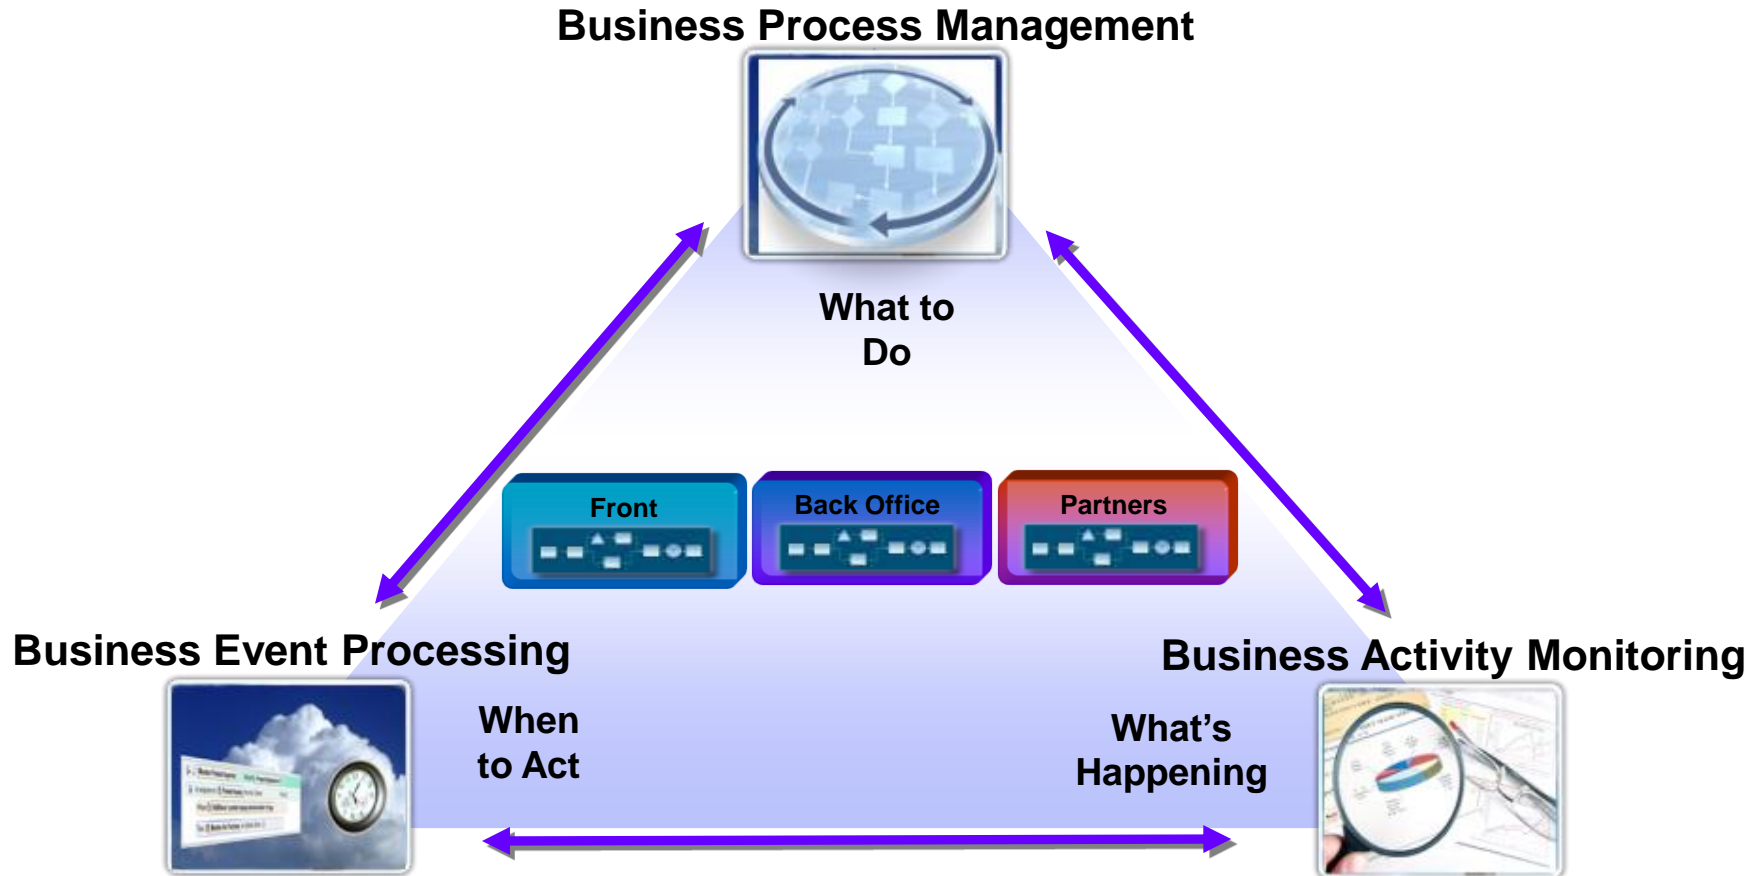 Business Process Management
What to
Do
Front
Back Office
Partners
Business Event Processing
Business Activity Monitoring
When
to Act
What’s
Happening